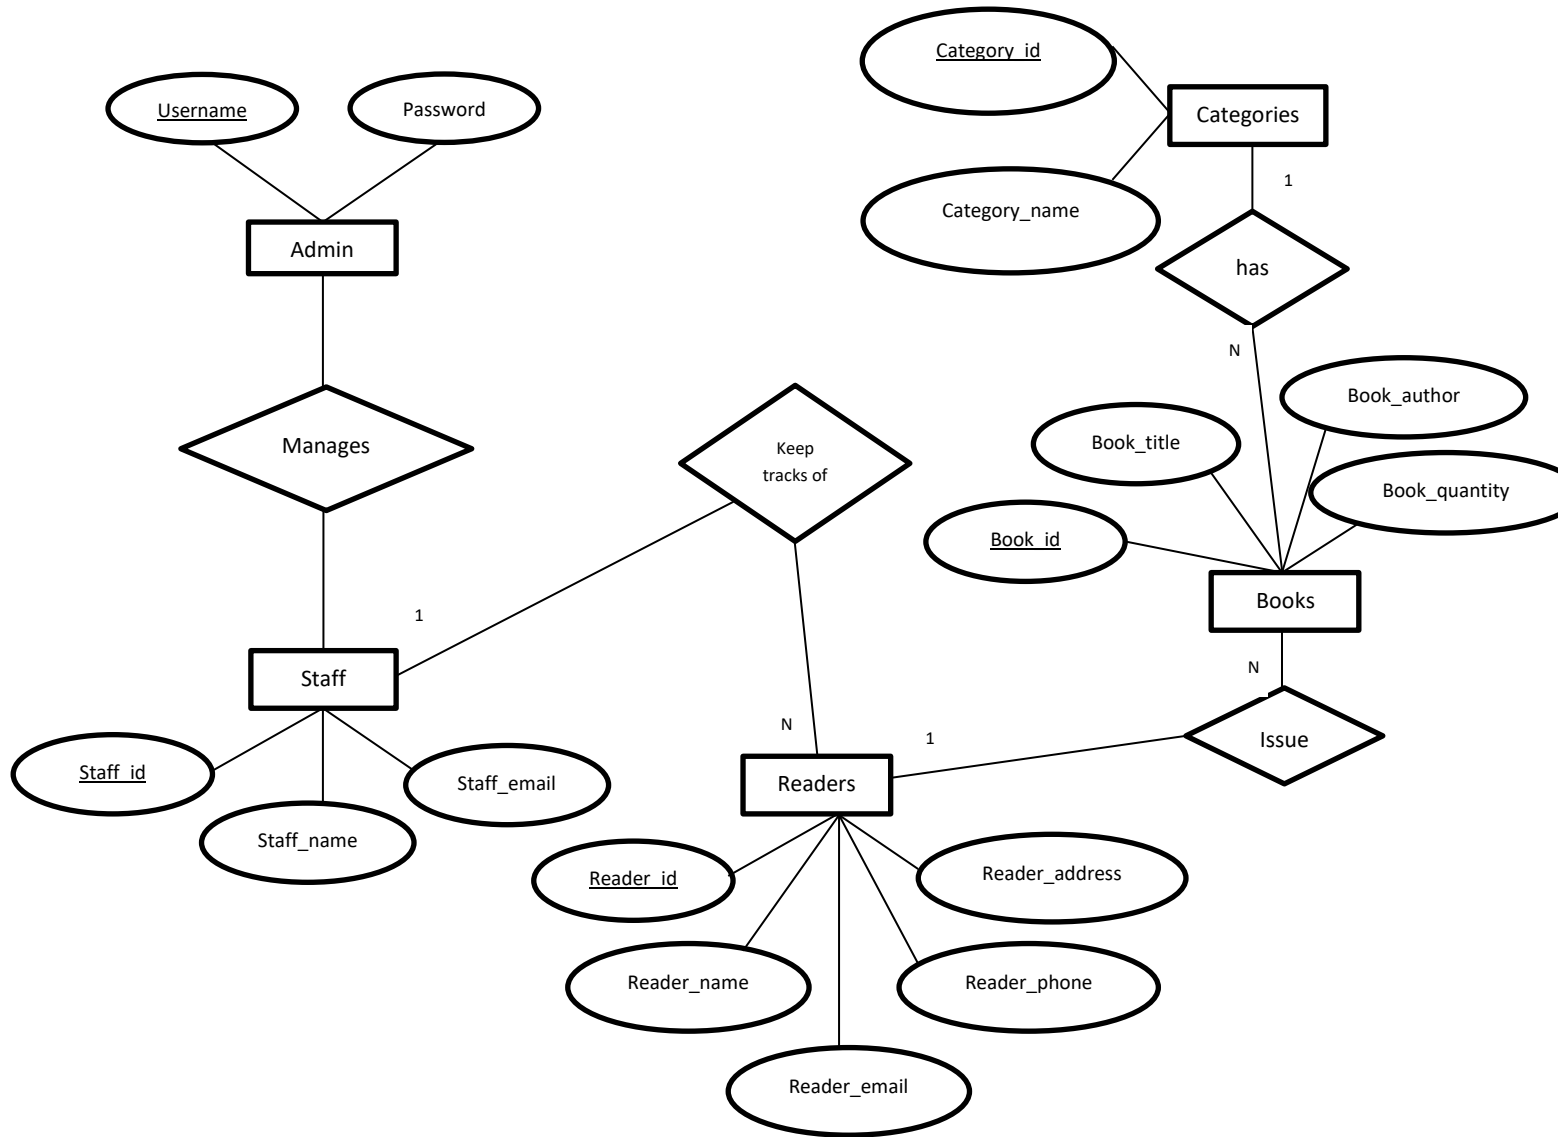 Category_id
Categories
Username
Password
1
Category_name
Admin
has
N
Book_author
Book_title
Manages
Keep
tracks of
Book_quantity
Book_id
Books
1
N
Staff
N
1
Issue
Staff_id
Staff_email
Readers
Staff_name
Reader_id
Reader_address
Reader_name
Reader_phone
Reader_email